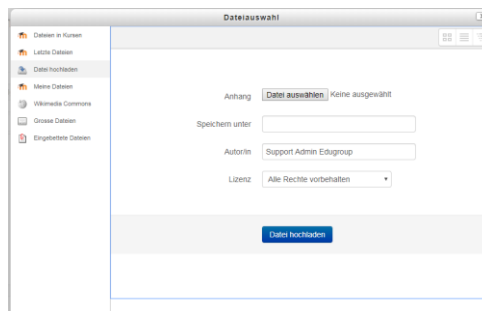 Dateiauswahl
Dateien in Kursen
Letzte Dateien
Datei hochladen
Meine Dateien
Wikimedia Commons
Grosse Dateien
Eingebettete Dateien
Anhang Datei auswählen Keine ausgewählt
Speichern unter
Autor/in Support Admin Edugroup
Lizenz Alle Rechte vorbehalten
Datei hochladen